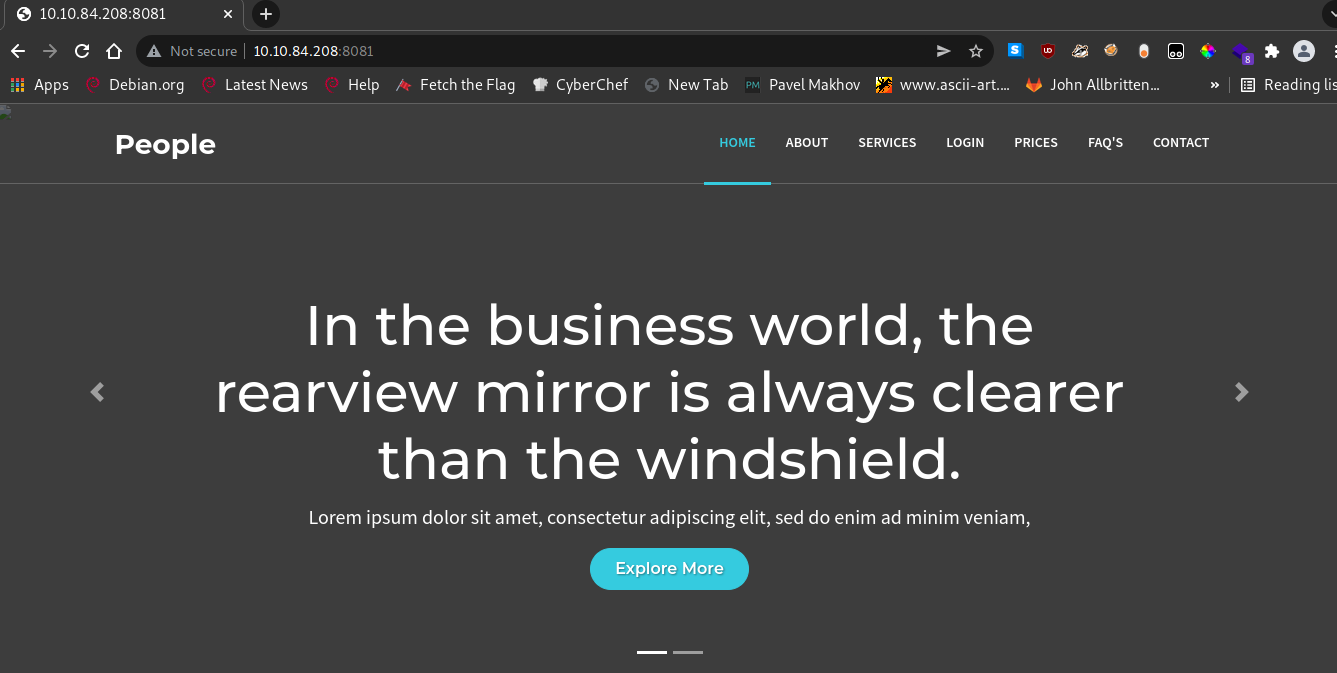 10.10.84.208:8081
Not secure 10.10.84.208:8081
8
Apps Debian.org Latest News Help Fetch the Flag CyberChef New Tab PM Pavel Makhov www.ascii-art.... John Allbritten... » Reading lis
People HOME ABOUT SERVICES LOGIN PRICES FAQ'S CONTACT
In the business world, the
rearview mirror is always clearer
than the windshield.
Lorem ipsum dolor sit amet, consectetur adipiscing elit, sed do enim ad minim veniam,
Explore More